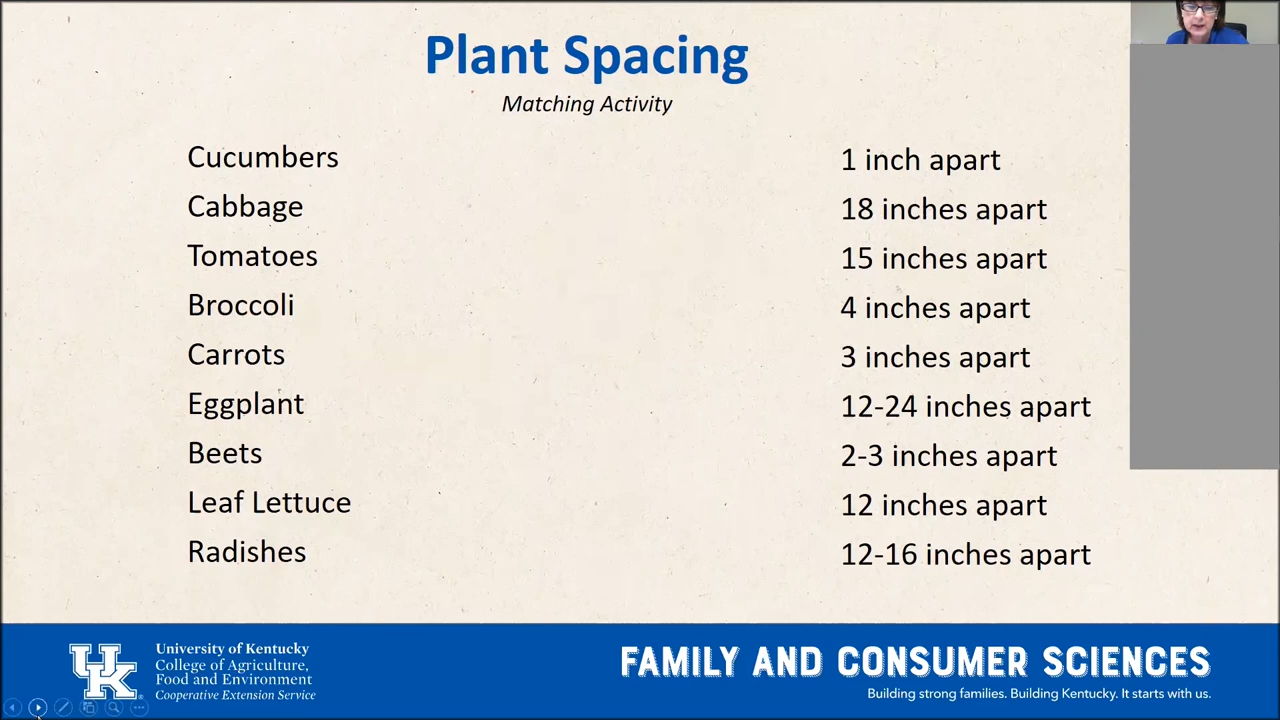 Plant Spacing
Matching Activity
Cucumbers
Cabbage
Tomatoes
Broccoli
Carrots
Eggplant
Beets
Leaf Lettuce
Radishes
1 inch apart
18 inches apart
15 inches apart
4 inches apart
3 inches apart
12-24 inches apart
2-3 inches apart
12 inches apart
12-16 inches apart
UK
University of Kentucky
College of Agriculture,
Food and Environment
Cooperative Extension Service
FAMILY AND CONSUMER SCIENCES
Building strong families. Building Kentucky. It starts with us.